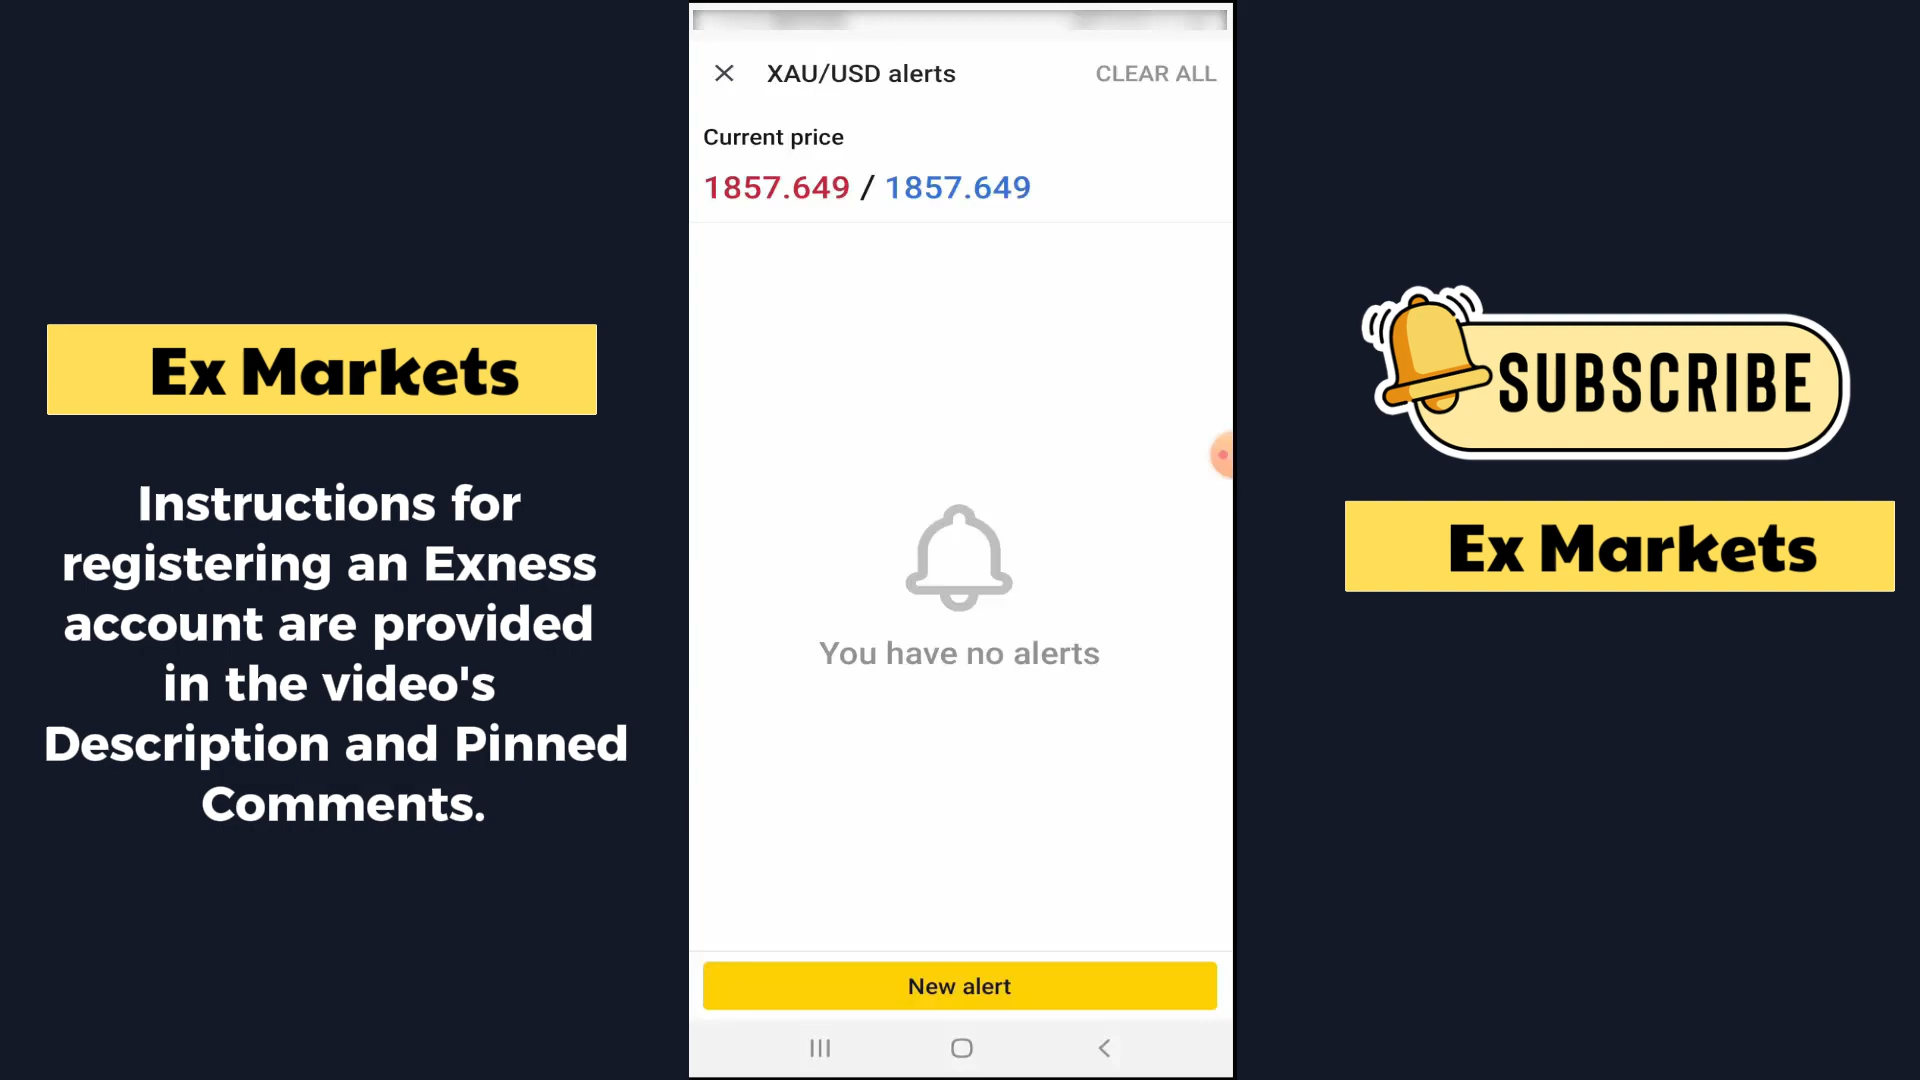 XAU/USD alerts
CLEAR ALL
Current price
1857.649 / 1857.649
Ex Markets
Instructions for
registering an Exness
account are provided
in the video's
Description and Pinned
Comments.
You have no alerts
New alert
SUBSCRIBE
Ex Markets